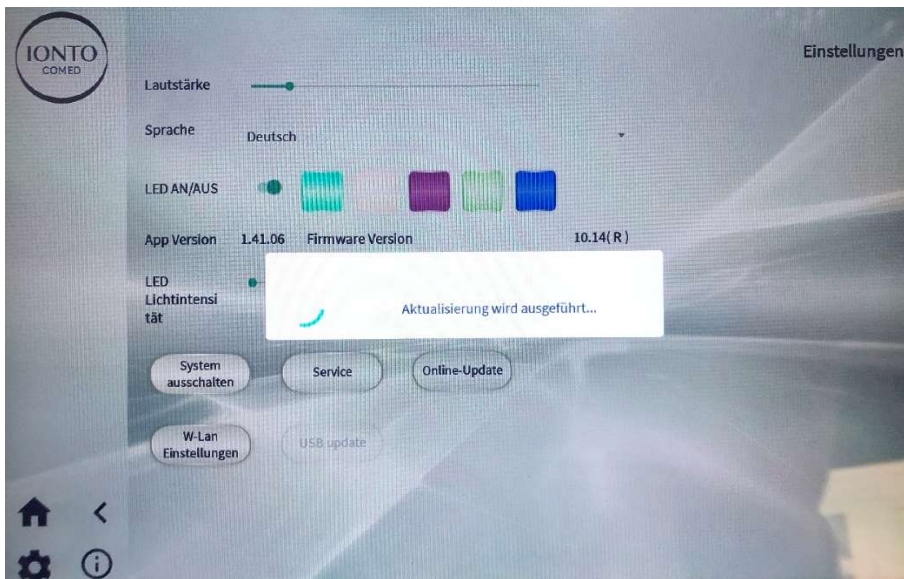 IONTO
COMED
Einstellungen
Lautstärke
Sprache
Deutsch
LED AN/AUS
App Version 1.41.06 Firmware Version 10.14( R )
LED
Lichtintensi
tät
Aktualisierung wird ausgeführt...
System
ausschalten
Service
Online-Update
W-Lan
Einstellungen
USB update